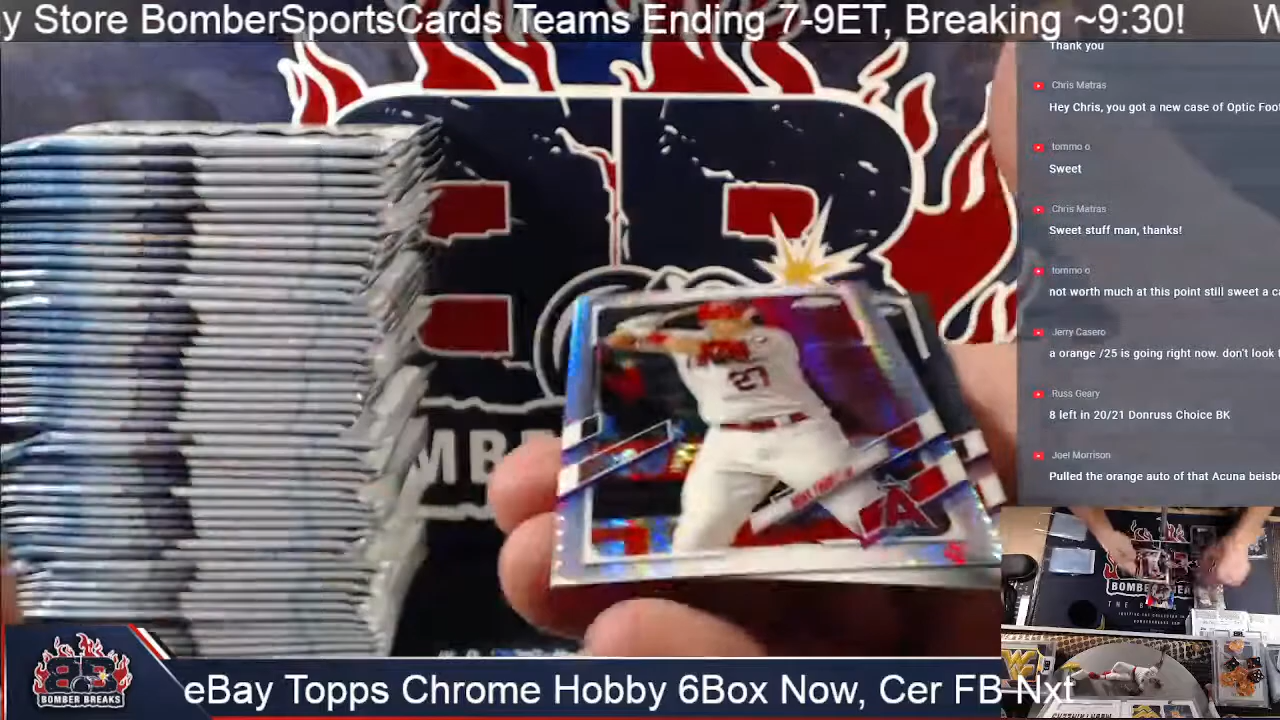 y Store BomberSportsCards Teams Ending 7-9ET, Breaking ~9:30! W
Thank you
Chris Matras
Hey Chris, you got a new case of Optic Foo
tommo o
Sweet
Chris Matras
Sweet stuff man, thanks!
tommo o
not worth much at this point still sweet a ca
Jerry Casero
a orange /25 is going right now. don't look
Russ Geary
8 left in 20/21 Donruss Choice BK
Joel Morrison
Pulled the orange auto of that Acuna beisb
27
A
MB
BOMBER BREAKS
eBay Topps Chrome Hobby 6Box Now, Cer FB Nxt